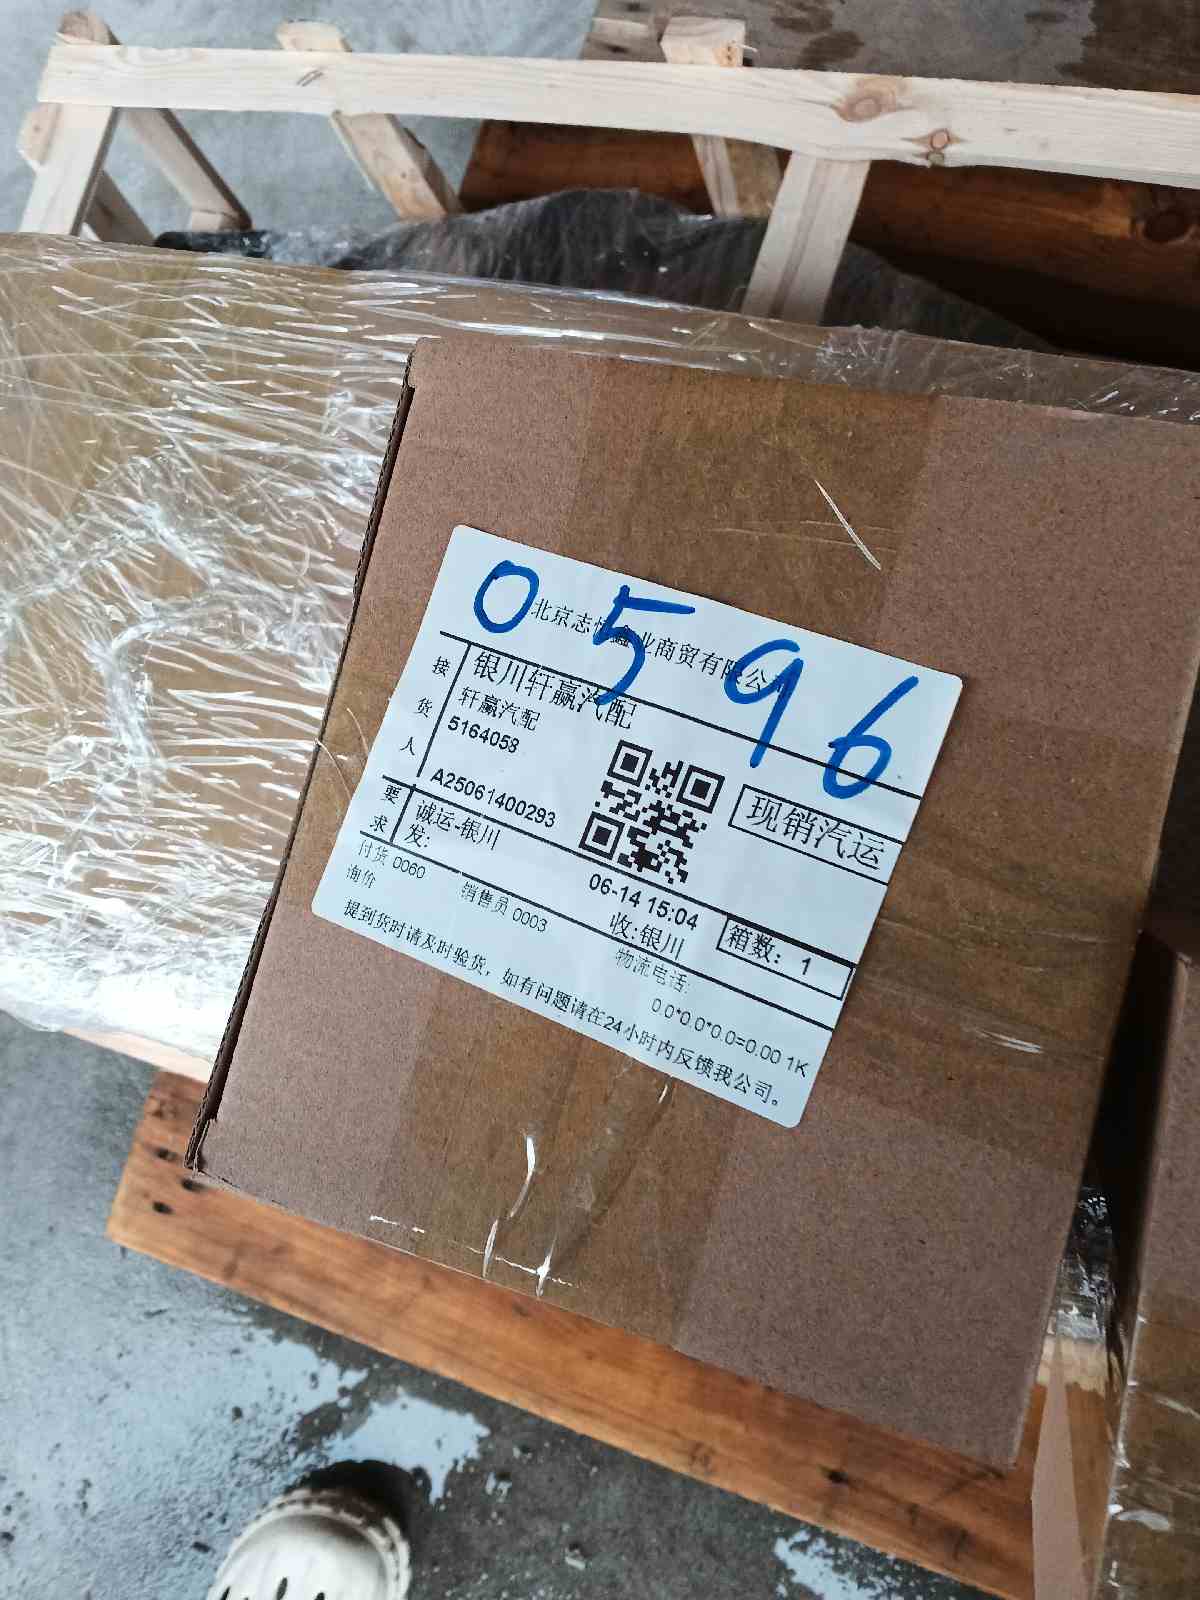 0596
北京志恒鑫业商贸有限公司
接货人
银川轩赢汽配
轩赢汽配
5164058
A25061400293
现销汽运
要求
诚运-银川
发:
06-14 15:04
收:银川
箱数: 1
付货 0060
销售员 0003
物流电话:
询价
0.0*0.0*0.0=0.00 1K
提到货时请及时验货，如有问题请在24小时内反馈我公司。